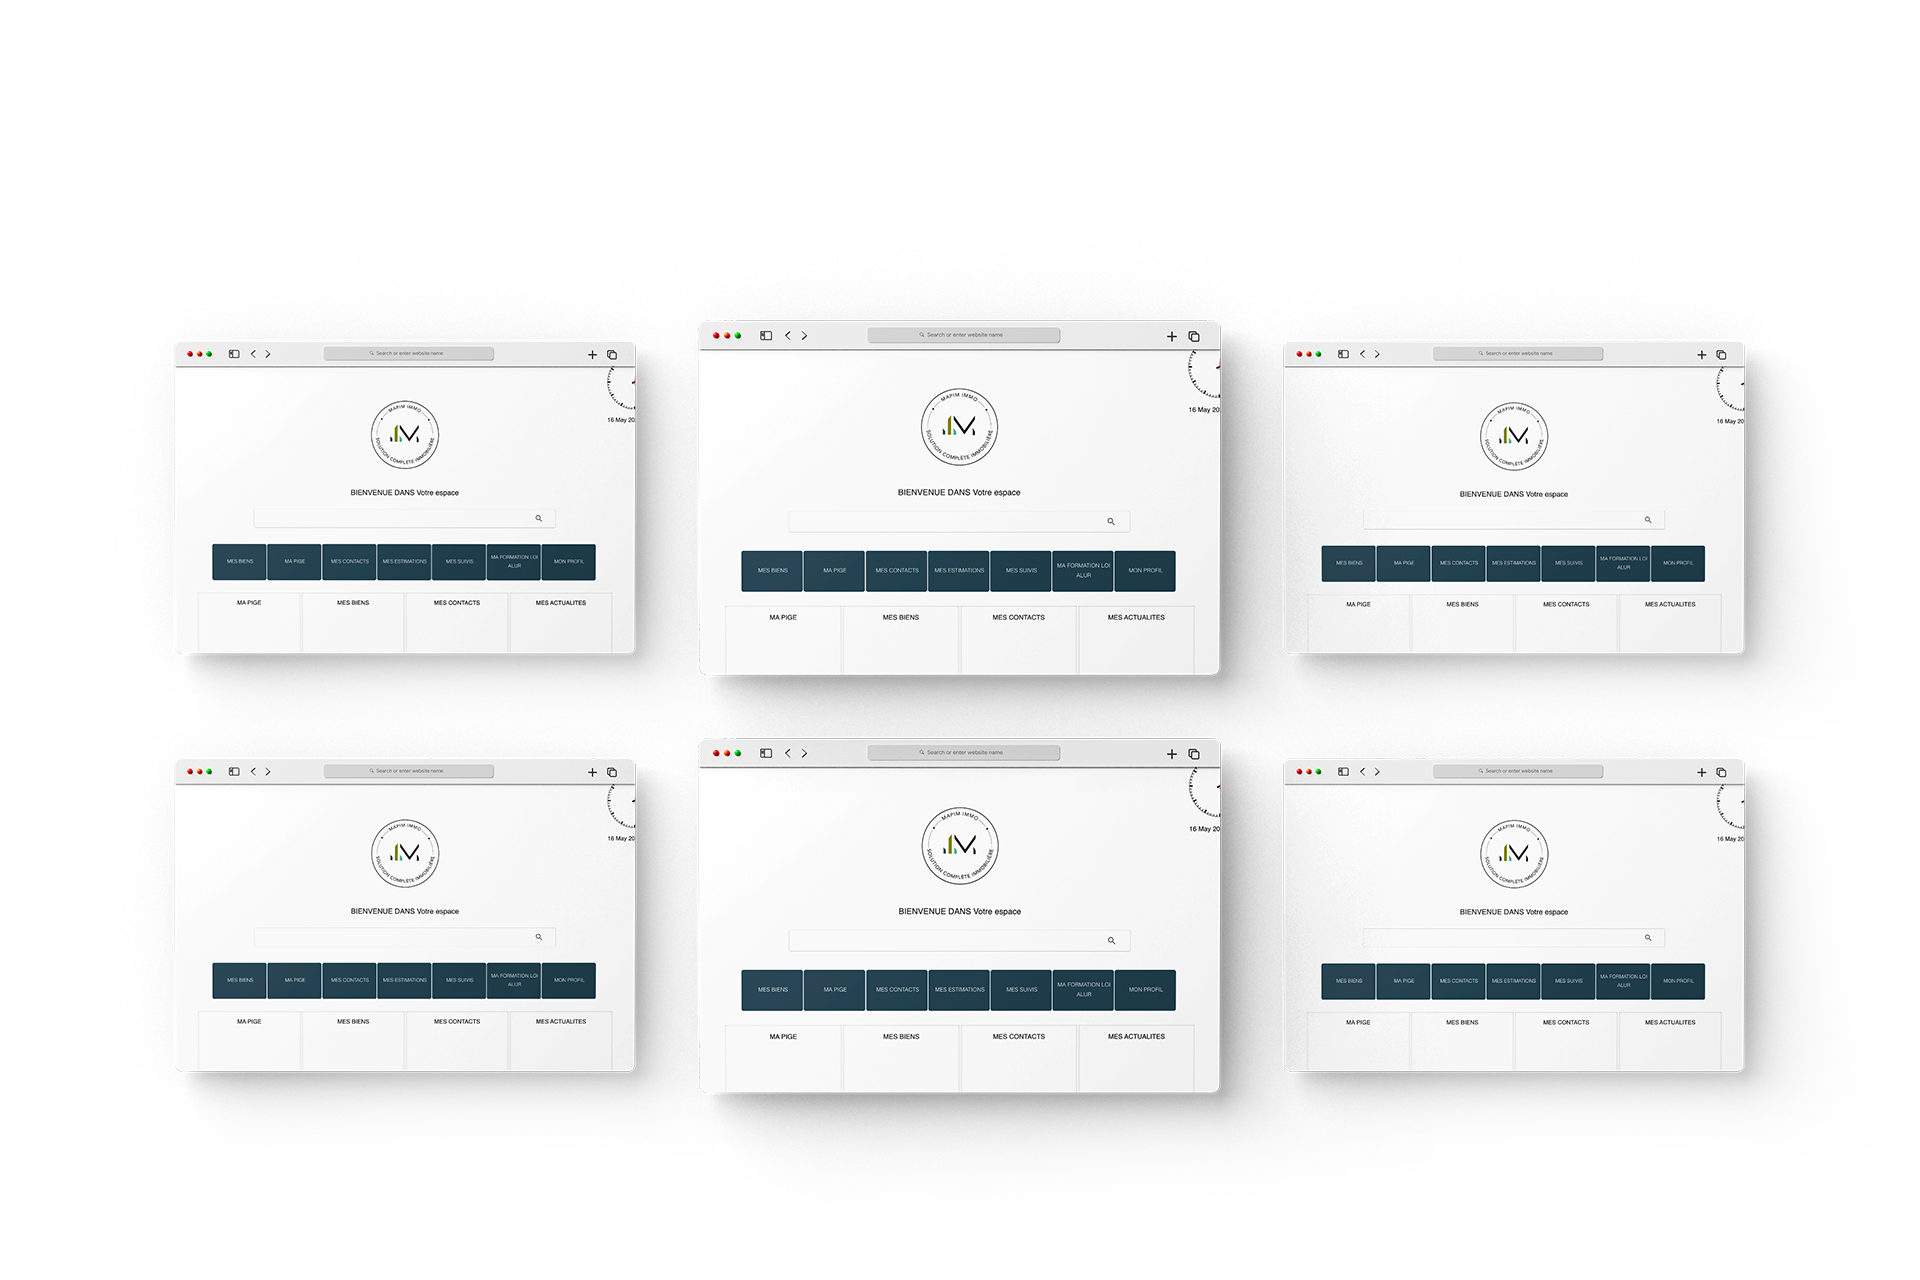 Search or enter website name
MAPIM IMMO
SOLUTION COMPLÈTE IMMOBILIÈRE
16 May 20
BIENVENUE DANS Votre espace
MES BIENS
MA PIGE
MES CONTACTS
MES ESTIMATIONS
MES SUIVIS
MA FORMATION LOI
ALUR
MON PROFIL
MA PIGE
MES BIENS
MES CONTACTS
MES ACTUALITES
Search or enter website name
MAPIM IMMO
SOLUTION COMPLÈTE IMMOBILIÈRE
16 May 20
BIENVENUE DANS Votre espace
MES BIENS
MA PIGE
MES CONTACTS
MES ESTIMATIONS
MES SUIVIS
MA FORMATION LOI
ALUR
MON PROFIL
MA PIGE
MES BIENS
MES CONTACTS
MES ACTUALITES
Search or enter website name
MAPIM IMMO
SOLUTION COMPLÈTE IMMOBILIÈRE
16 May 20
BIENVENUE DANS Votre espace
MES BIENS
MA PIGE
MES CONTACTS
MES ESTIMATIONS
MES SUIVIS
MA FORMATION LOI
ALUR
MON PROFIL
MA PIGE
MES BIENS
MES CONTACTS
MES ACTUALITES
Search or enter website name
MAPIM IMMO
SOLUTION COMPLÈTE IMMOBILIÈRE
16 May 20
BIENVENUE DANS Votre espace
MES BIENS
MA PIGE
MES CONTACTS
MES ESTIMATIONS
MES SUIVIS
MA FORMATION LOI
ALUR
MON PROFIL
MA PIGE
MES BIENS
MES CONTACTS
MES ACTUALITES
Search or enter website name
MAPIM IMMO
SOLUTION COMPLÈTE IMMOBILIÈRE
16 May 20
BIENVENUE DANS Votre espace
MES BIENS
MA PIGE
MES CONTACTS
MES ESTIMATIONS
MES SUIVIS
MA FORMATION LOI
ALUR
MON PROFIL
MA PIGE
MES BIENS
MES CONTACTS
MES ACTUALITES
Search or enter website name
MAPIM IMMO
SOLUTION COMPLÈTE IMMOBILIÈRE
16 May 20
BIENVENUE DANS Votre espace
MES BIENS
MA PIGE
MES CONTACTS
MES ESTIMATIONS
MES SUIVIS
MA FORMATION LOI
ALUR
MON PROFIL
MA PIGE
MES BIENS
MES CONTACTS
MES ACTUALITES